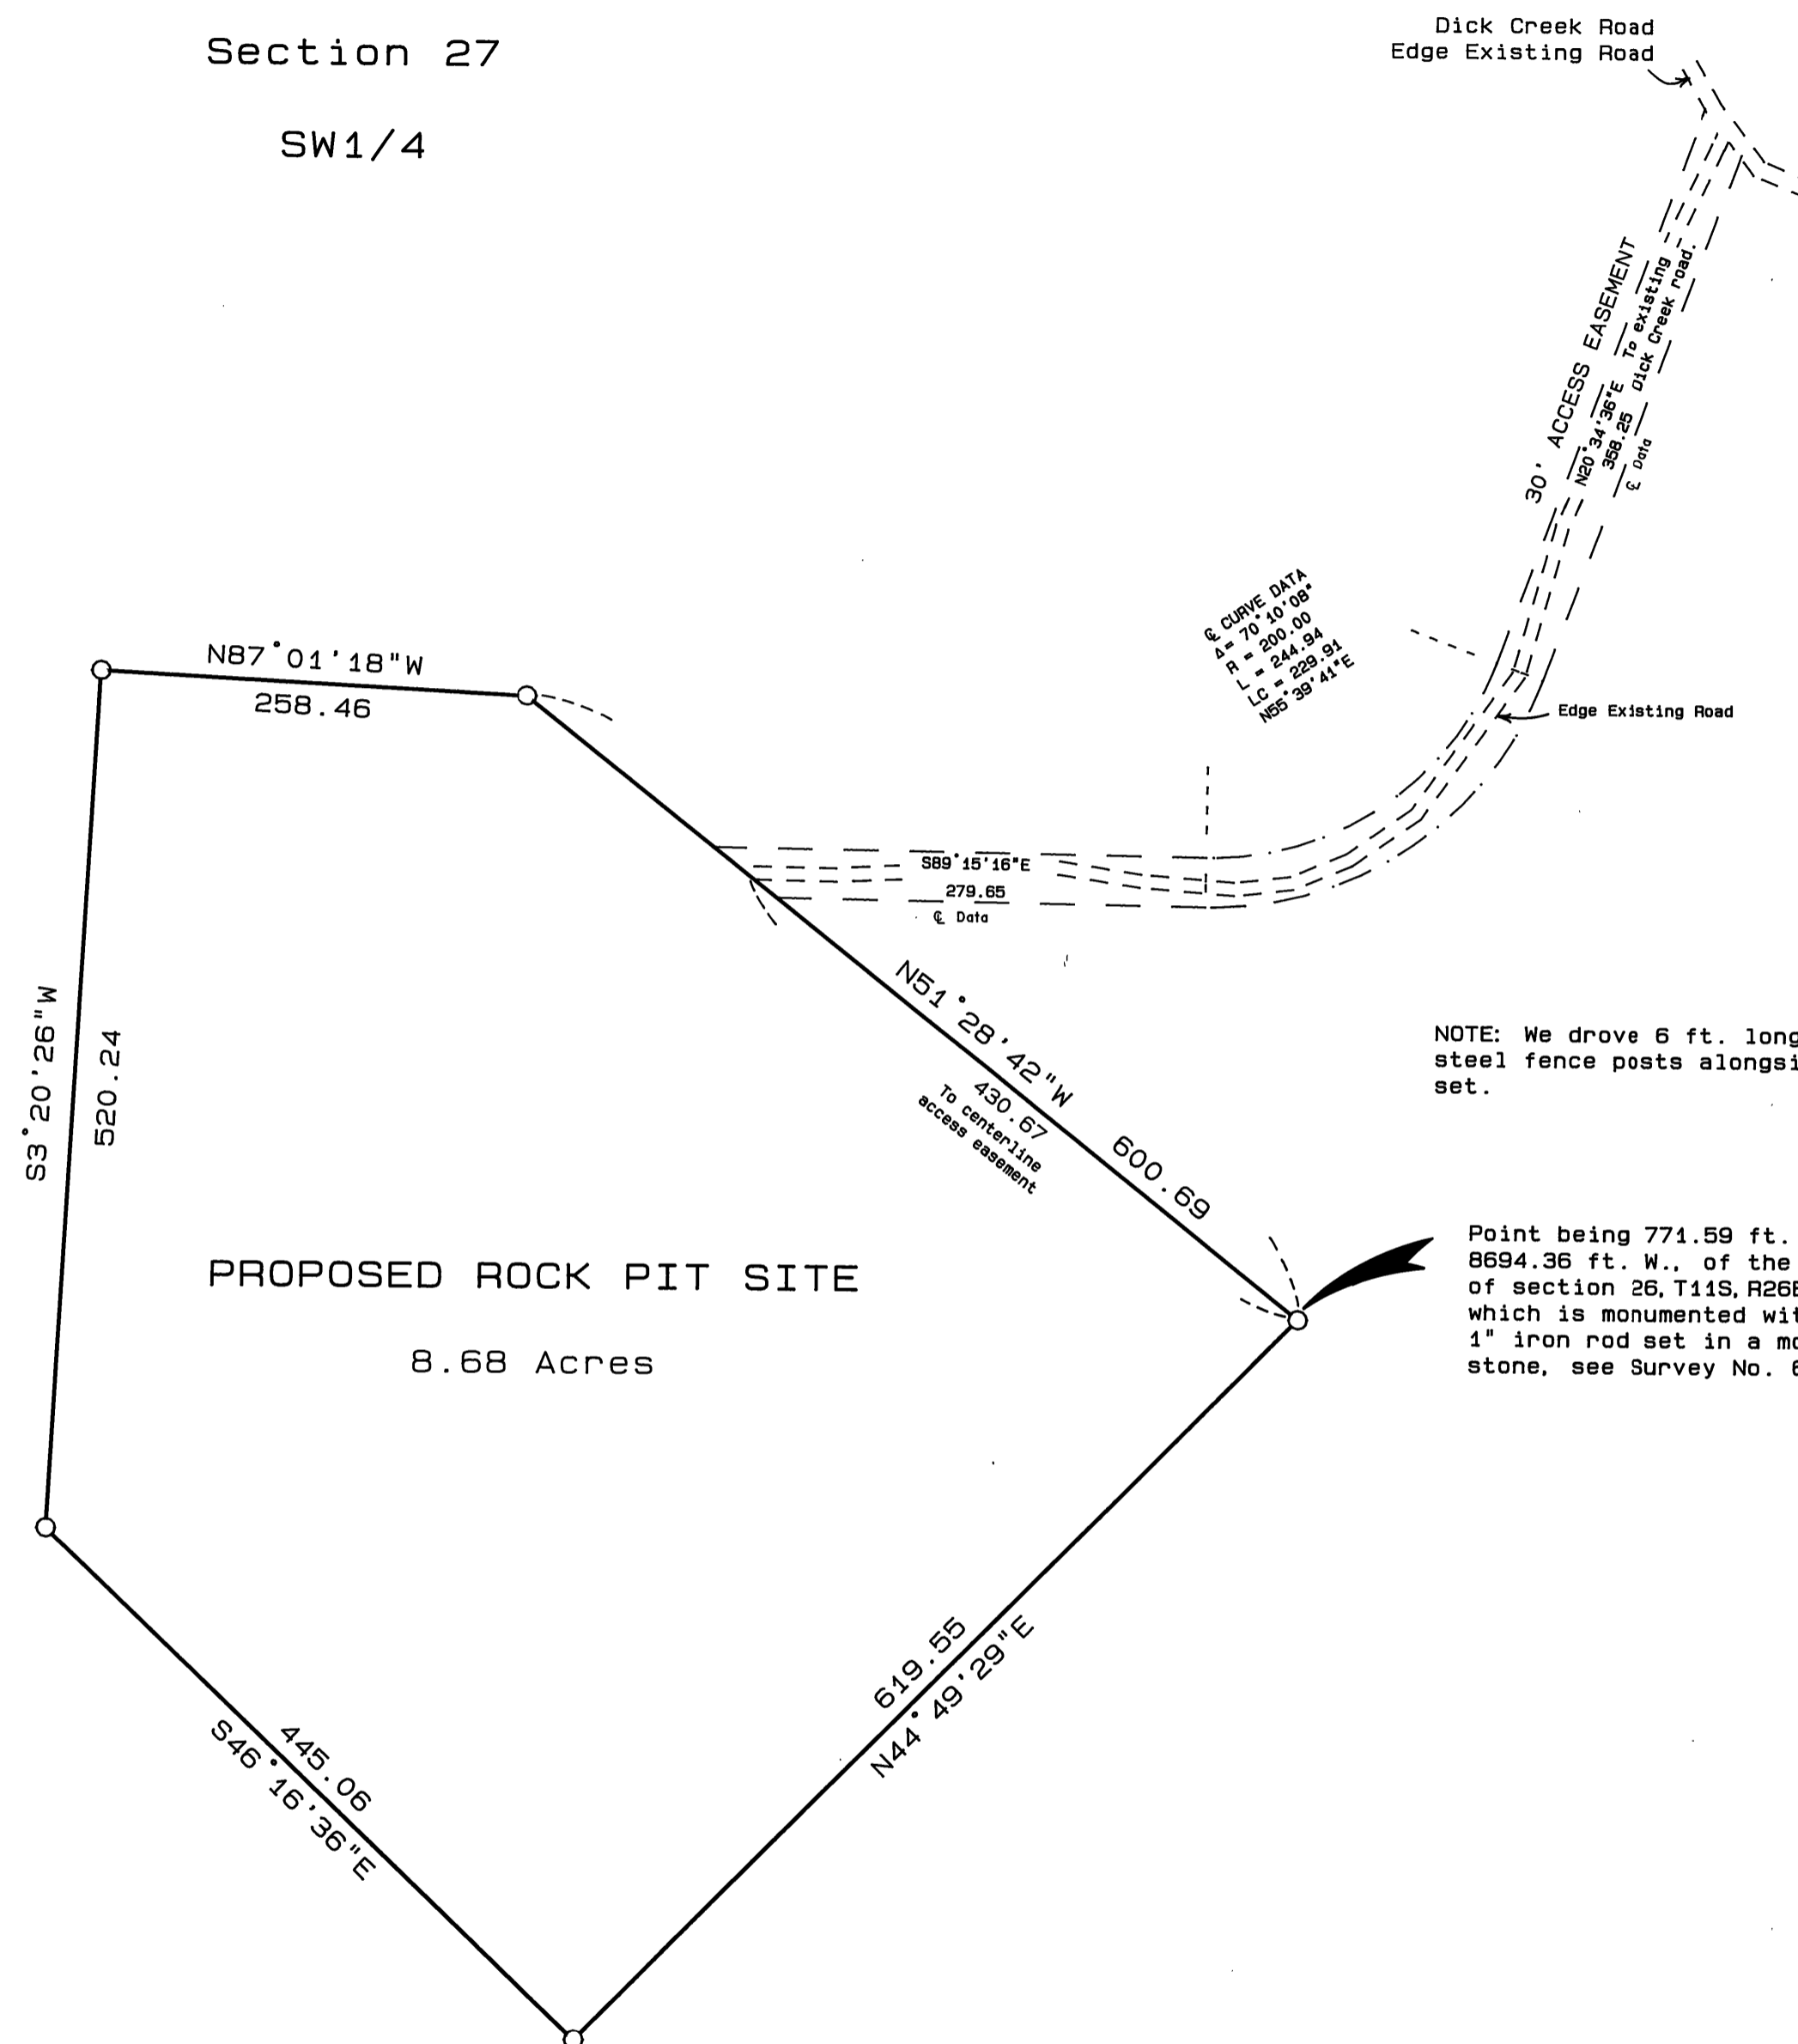 Section 27
SW1/4
Dick Creek Road
Edge Existing Road
30' ACCESS EASEMENT
N20°34'36"E To existing
358.25 Dick Creek road.
℄ Data
℄ CURVE DATA
Δ= 70°10'08"
R = 200.00
L = 244.94
LC = 229.91
N55°39'41"E
Edge Existing Road
N87°01'18"W
258.46
S89°15'16"E
279.65
℄ Data
N51°28'42"W
430.67
To centerline
access easement
600.69
S3°20'26"W
520.24
NOTE: We drove 6 ft. long
steel fence posts
set.
PROPOSED ROCK PIT SITE
8.68 Acres
Point being 771.59 ft.
8694.36 ft. W., of the
of section 26, T11S,
which is monumented
1" iron rod set in a
stone, see Survey No.
619.55
N44°49'29"E
445.06
S46°16'36"E